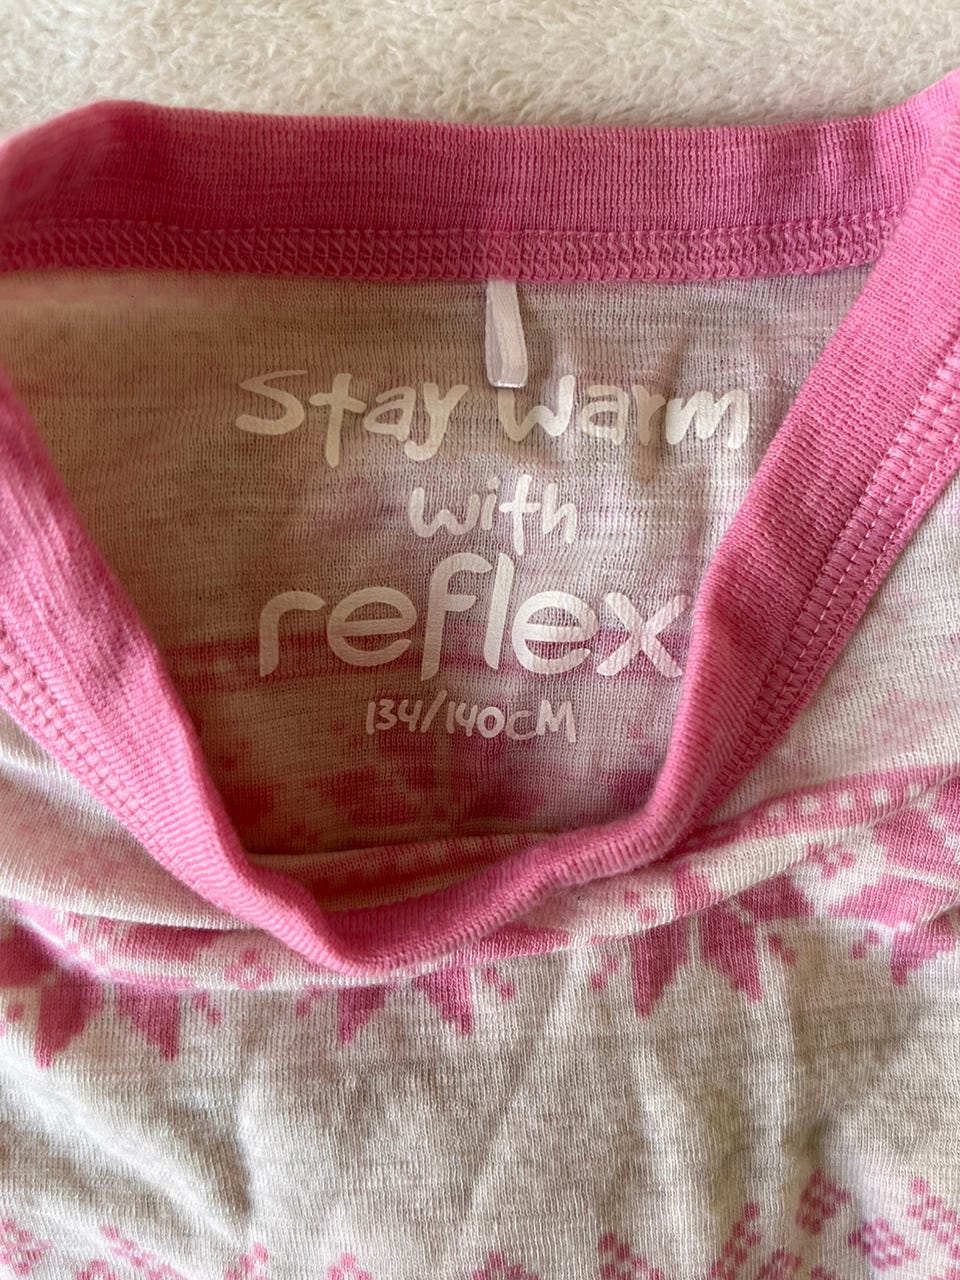 Stay warm
with
reflex
134/140cm